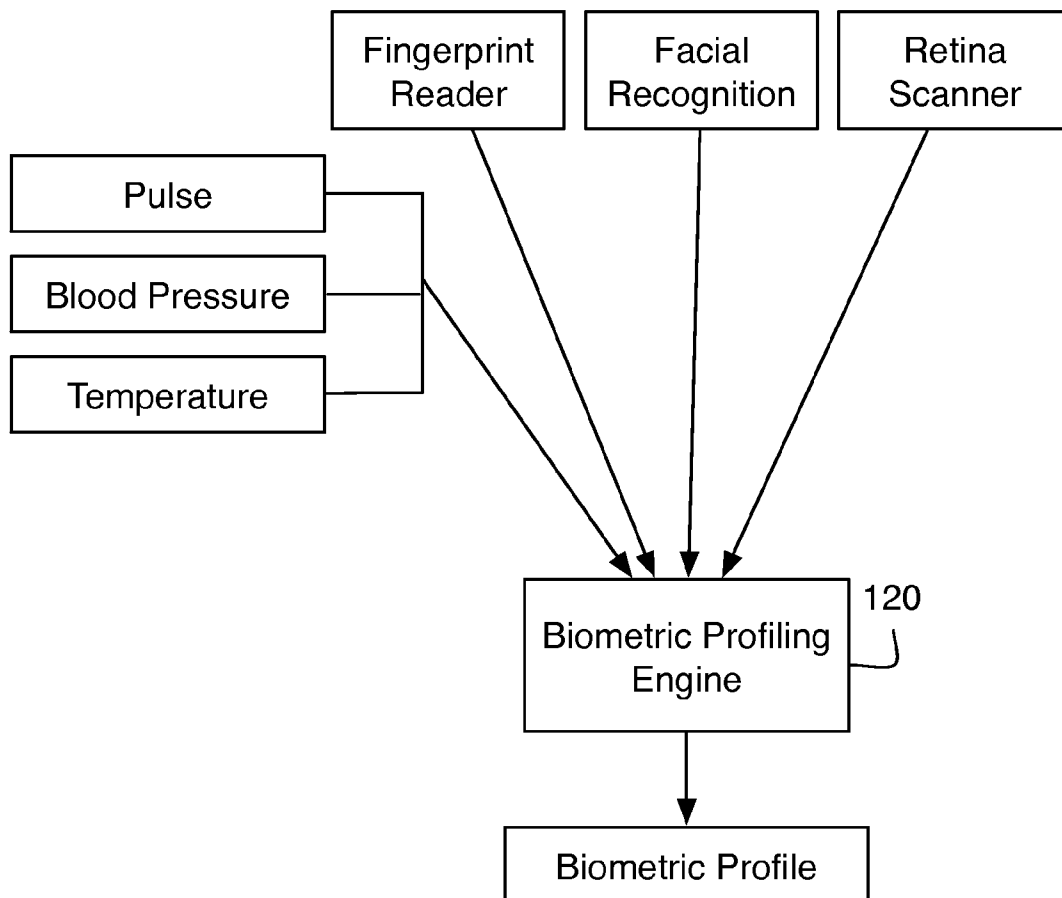 Fingerprint
Reader
Facial
Recognition
Retina
Scanner
Pulse
Blood Pressure
Temperature
120
Biometric Profiling
Engine
Biometric Profile